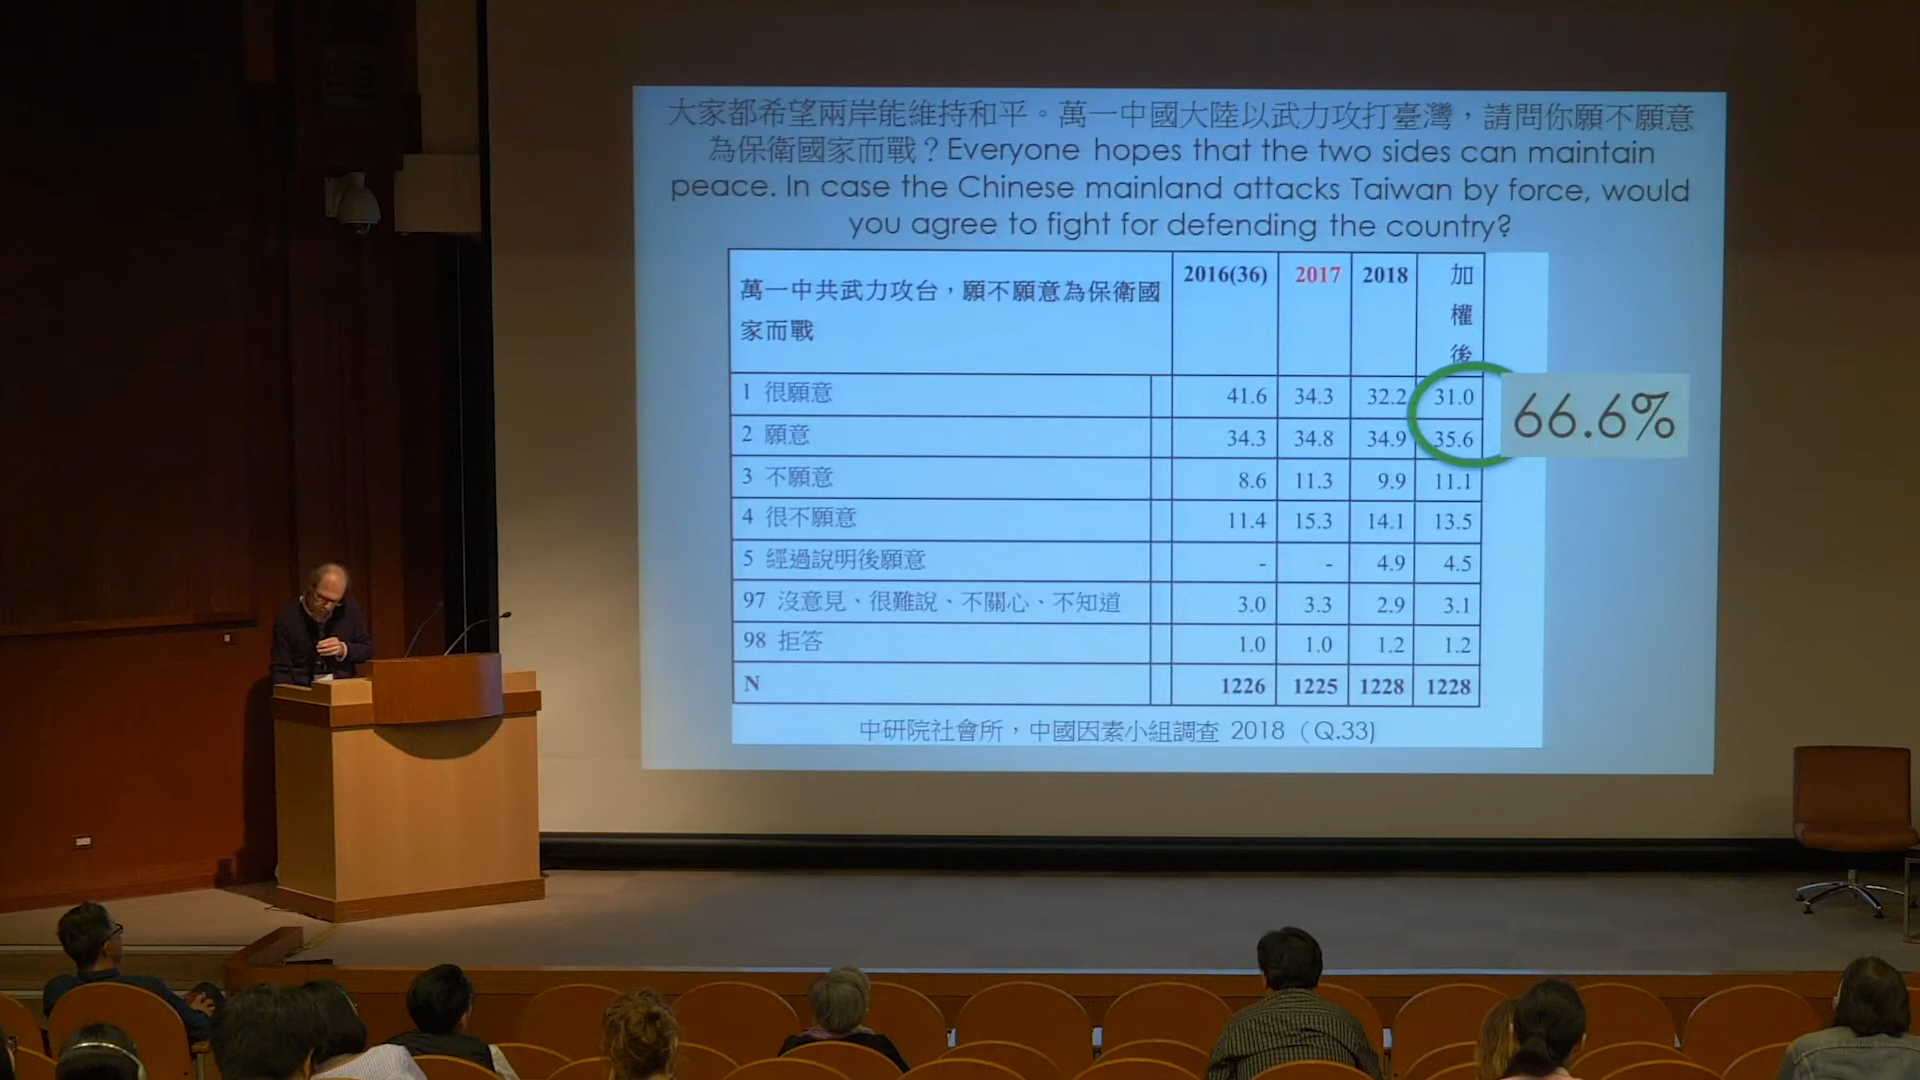 大家都希望兩岸能維持和平。萬一中國大陸以武力攻打臺灣，請問你願不願意
為保衛國家而戰？Everyone hopes that the two sides can maintain
peace. In case the Chinese mainland attacks Taiwan by force, would
you agree to fight for defending the country?
萬一中共武力攻台，願不願意為保衛國
家而戰
2016(36) 2017 2018 加
權
後
1 很願意 41.6 34.3 32.2 31.0
2 願意 34.3 34.8 34.9 35.6
66.6%
3 不願意 8.6 11.3 9.9 11.1
4 很不願意 11.4 15.3 14.1 13.5
5 經過說明後願意 - - 4.9 4.5
97 沒意見、很難說、不關心、不知道 3.0 3.3 2.9 3.1
98 拒答 1.0 1.0 1.2 1.2
N 1226 1225 1228 1228
中研院社會所，中國因素小組調查 2018（Q.33)